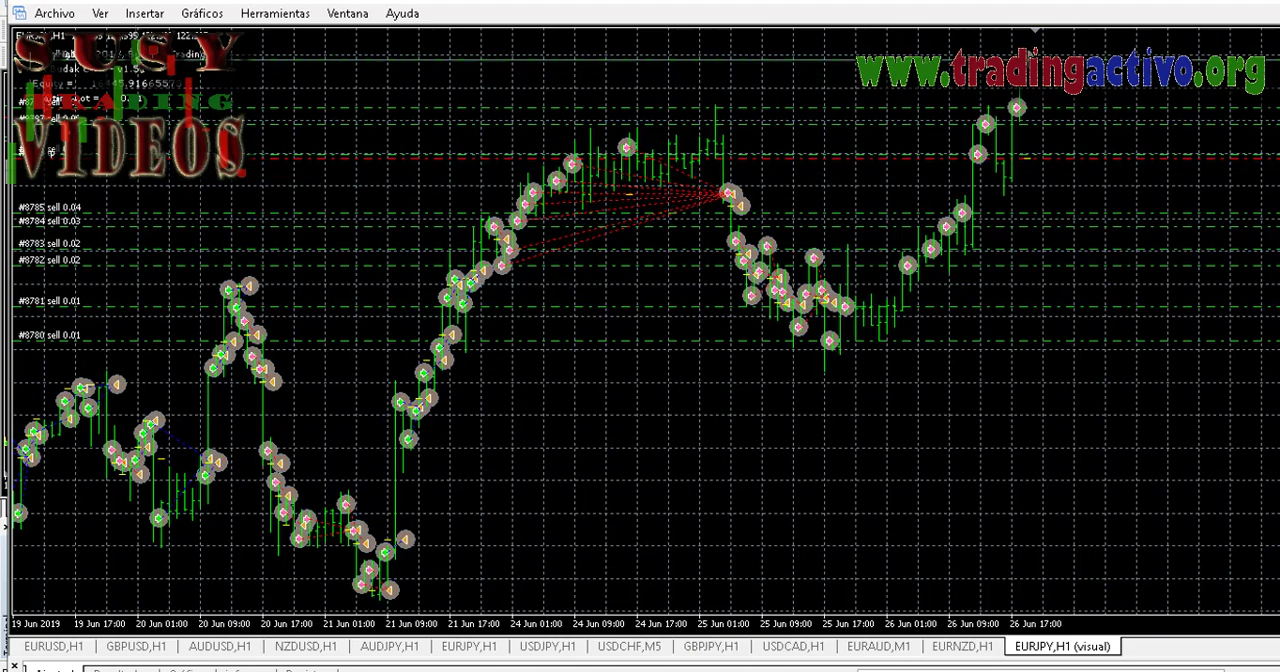 Archivo Ver Insertar Gráficos Herramientas Ventana Ayuda
SUSY
TRADING
VIDEOS
www.tradingactivo.org
#8785 sell 0.04
#8784 sell 0.03
#8783 sell 0.02
#8782 sell 0.02
#8781 sell 0.01
#8780 sell 0.01
19 Jun 2019 19 Jun 17:00 20 Jun 01:00 20 Jun 09:00 20 Jun 17:00 21 Jun 01:00 21 Jun 09:00 21 Jun 17:00 24 Jun 01:00 24 Jun 09:00 24 Jun 17:00 25 Jun 01:00 25 Jun 09:00 25 Jun 17:00 26 Jun 01:00 26 Jun 09:00 26 Jun 17:00
EURUSD,H1 GBPUSD,H1 AUDUSD,H1 NZDUSD,H1 AUDJPY,H1 EURJPY,H1 USDJPY,H1 USDCHF,M5 GBPJPY,H1 USDCAD,H1 EURAUD,M1 EURNZD,H1 EURJPY,H1 (visual)